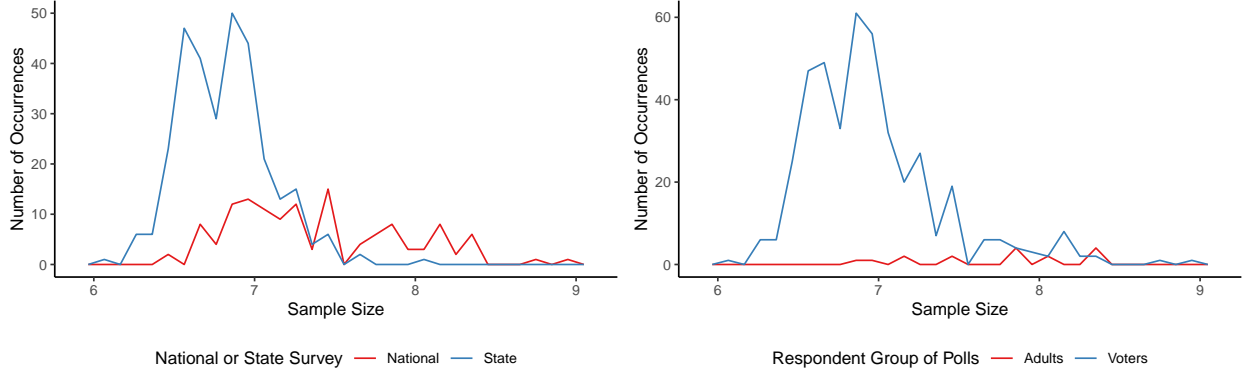 Number of Occurrences
50
40
30
20
10
0
6 7 8 9
Sample Size
National or State Survey National State
Number of Occurrences
60
40
20
0
6 7 8 9
Sample Size
Respondent Group of Polls Adults Voters